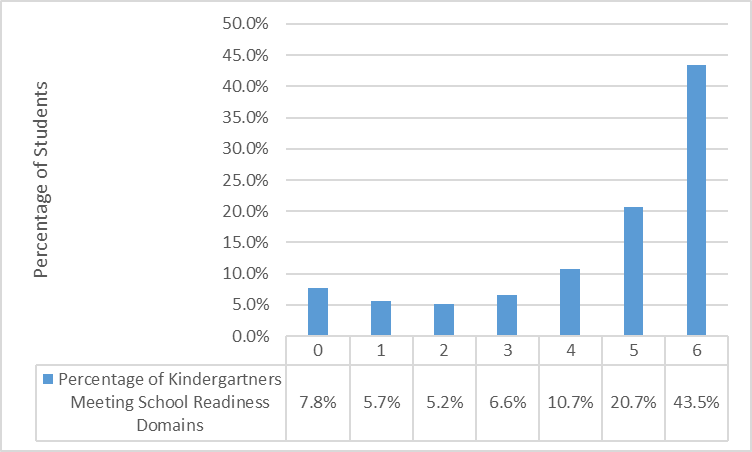 50.0%
45.0%
40.0%
35.0%
30.0%
25.0%
20.0%
15.0%
10.0%
5.0%
0.0%
Percentage of Students
0 1 2 3 4 5 6
Percentage of Kindergartners
Meeting School Readiness
Domains
7.8% 5.7% 5.2% 6.6% 10.7% 20.7% 43.5%